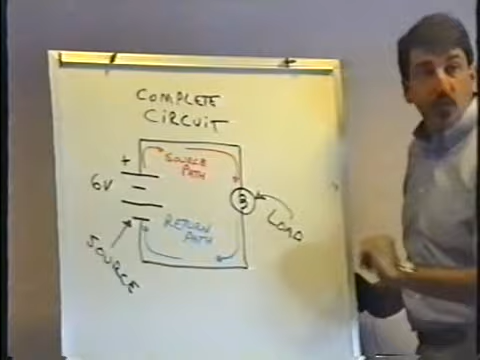 COMPLETE
CIRCUIT
+
SOURCE
PATH
6V
LOAD
RETURN
PATH
SOURCE